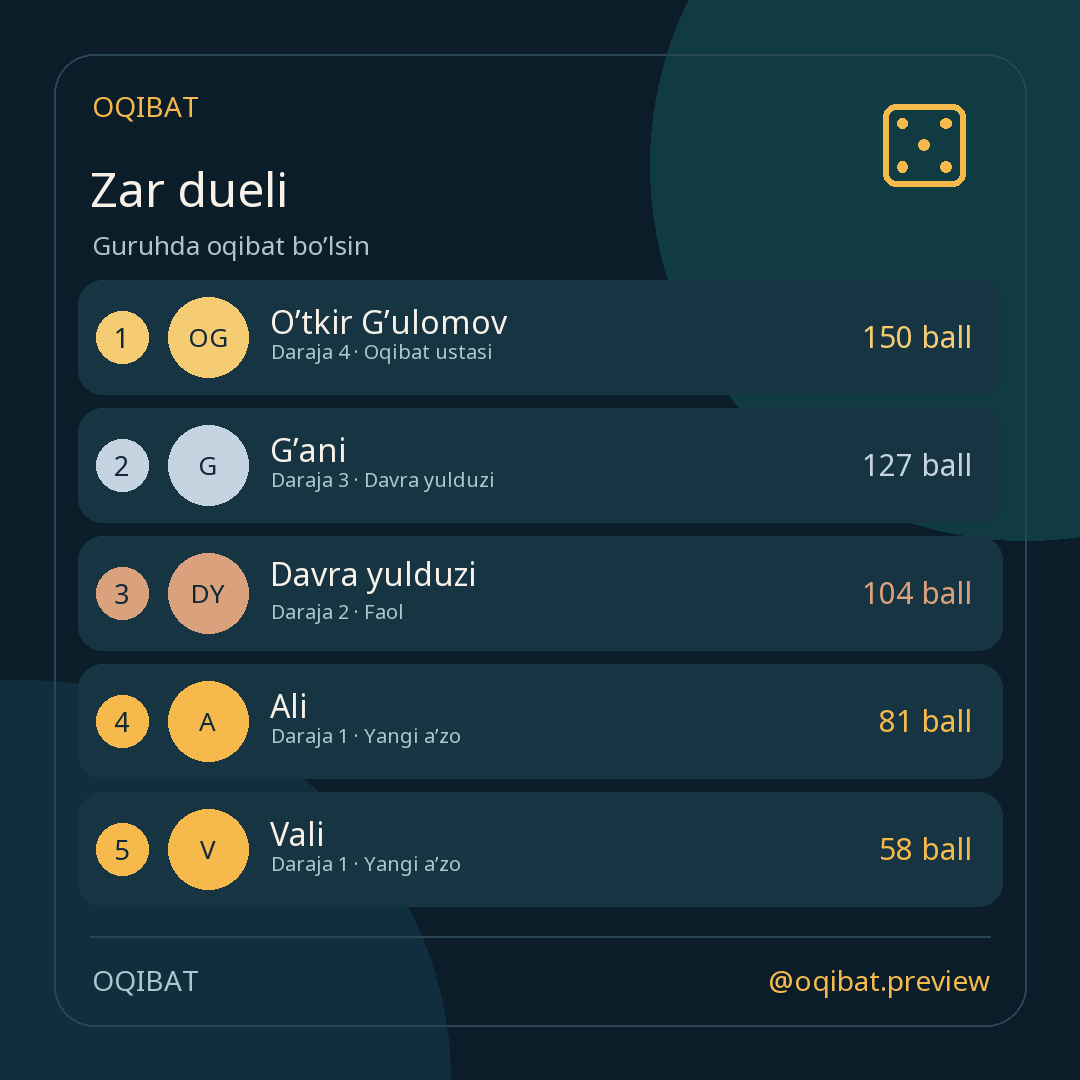 OQIBAT
Zar dueli
Guruhda oqibat bo’lsin
1 OG O’tkir G’ulomov 150 ball
Daraja 4 · Oqibat ustasi
2 G G’ani 127 ball
Daraja 3 · Davra yulduzi
3 DY Davra yulduzi 104 ball
Daraja 2 · Faol
4 A Ali 81 ball
Daraja 1 · Yangi a’zo
5 V Vali 58 ball
Daraja 1 · Yangi a’zo
OQIBAT @oqibat.preview